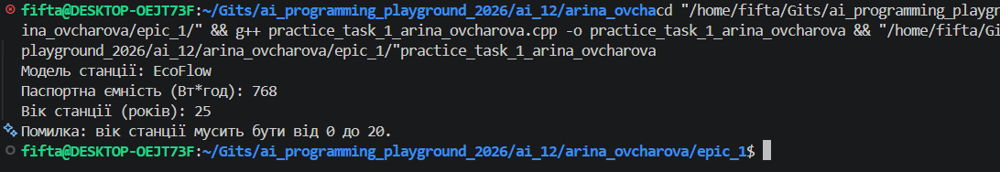 fifta@DESKTOP-OEJT73F:~/Gits/ai_programming_playground_2026/ai_12/arina_ovchacd "/home/fifta/Gits/ai_programming_playgr
ina_ovcharova/epic_1/" && g++ practice_task_1_arina_ovcharova.cpp -o practice_task_1_arina_ovcharova && "/home/fifta/Gi
playground_2026/ai_12/arina_ovcharova/epic_1/"practice_task_1_arina_ovcharova
Модель станції: EcoFlow
Паспортна ємність (Вт*год): 768
Вік станції (років): 25
Помилка: вік станції мусить бути від 0 до 20.
fifta@DESKTOP-OEJT73F:~/Gits/ai_programming_playground_2026/ai_12/arina_ovcharova/epic_1$